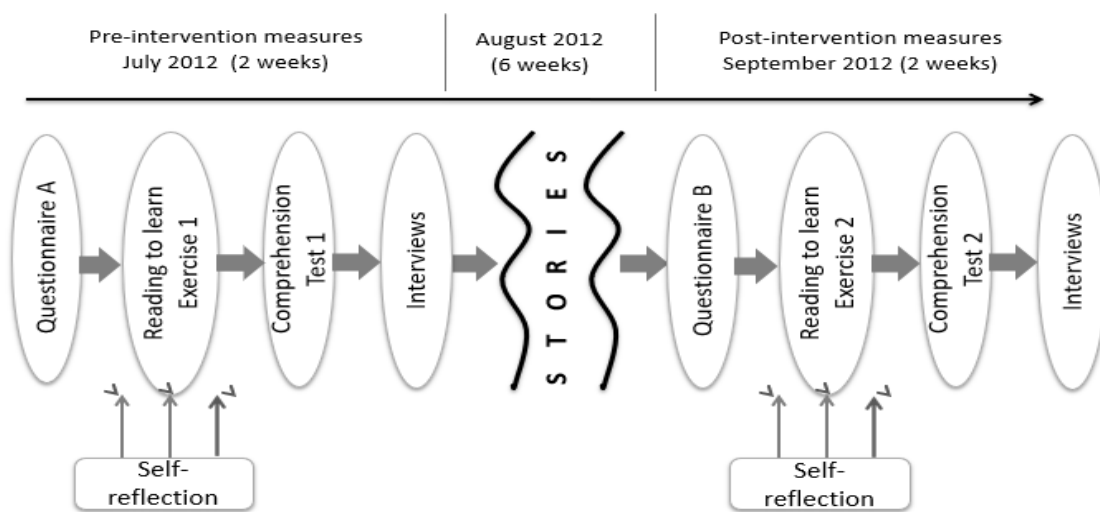 Pre-intervention measures
July 2012 (2 weeks)
August 2012
(6 weeks)
Post-intervention measures
September 2012 (2 weeks)
Questionnaire A
Reading to learn
Exercise 1
Comprehension
Test 1
Interviews
STORIES
Questionnaire B
Reading to learn
Exercise 2
Comprehension
Test 2
Interviews
Self-
reflection
Self-
reflection